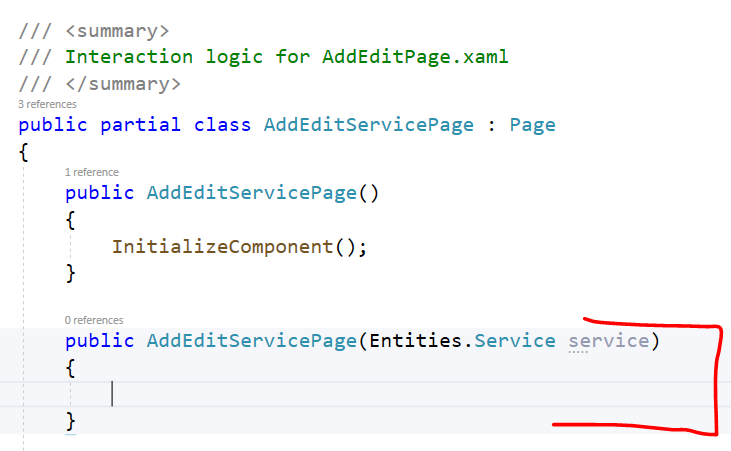 /// <summary>
/// Interaction logic for AddEditPage.xaml
/// </summary>
3 references
public partial class AddEditServicePage : Page
{
1 reference
public AddEditServicePage()
{
InitializeComponent();
}
0 references
public AddEditServicePage(Entities.Service service)
{
}